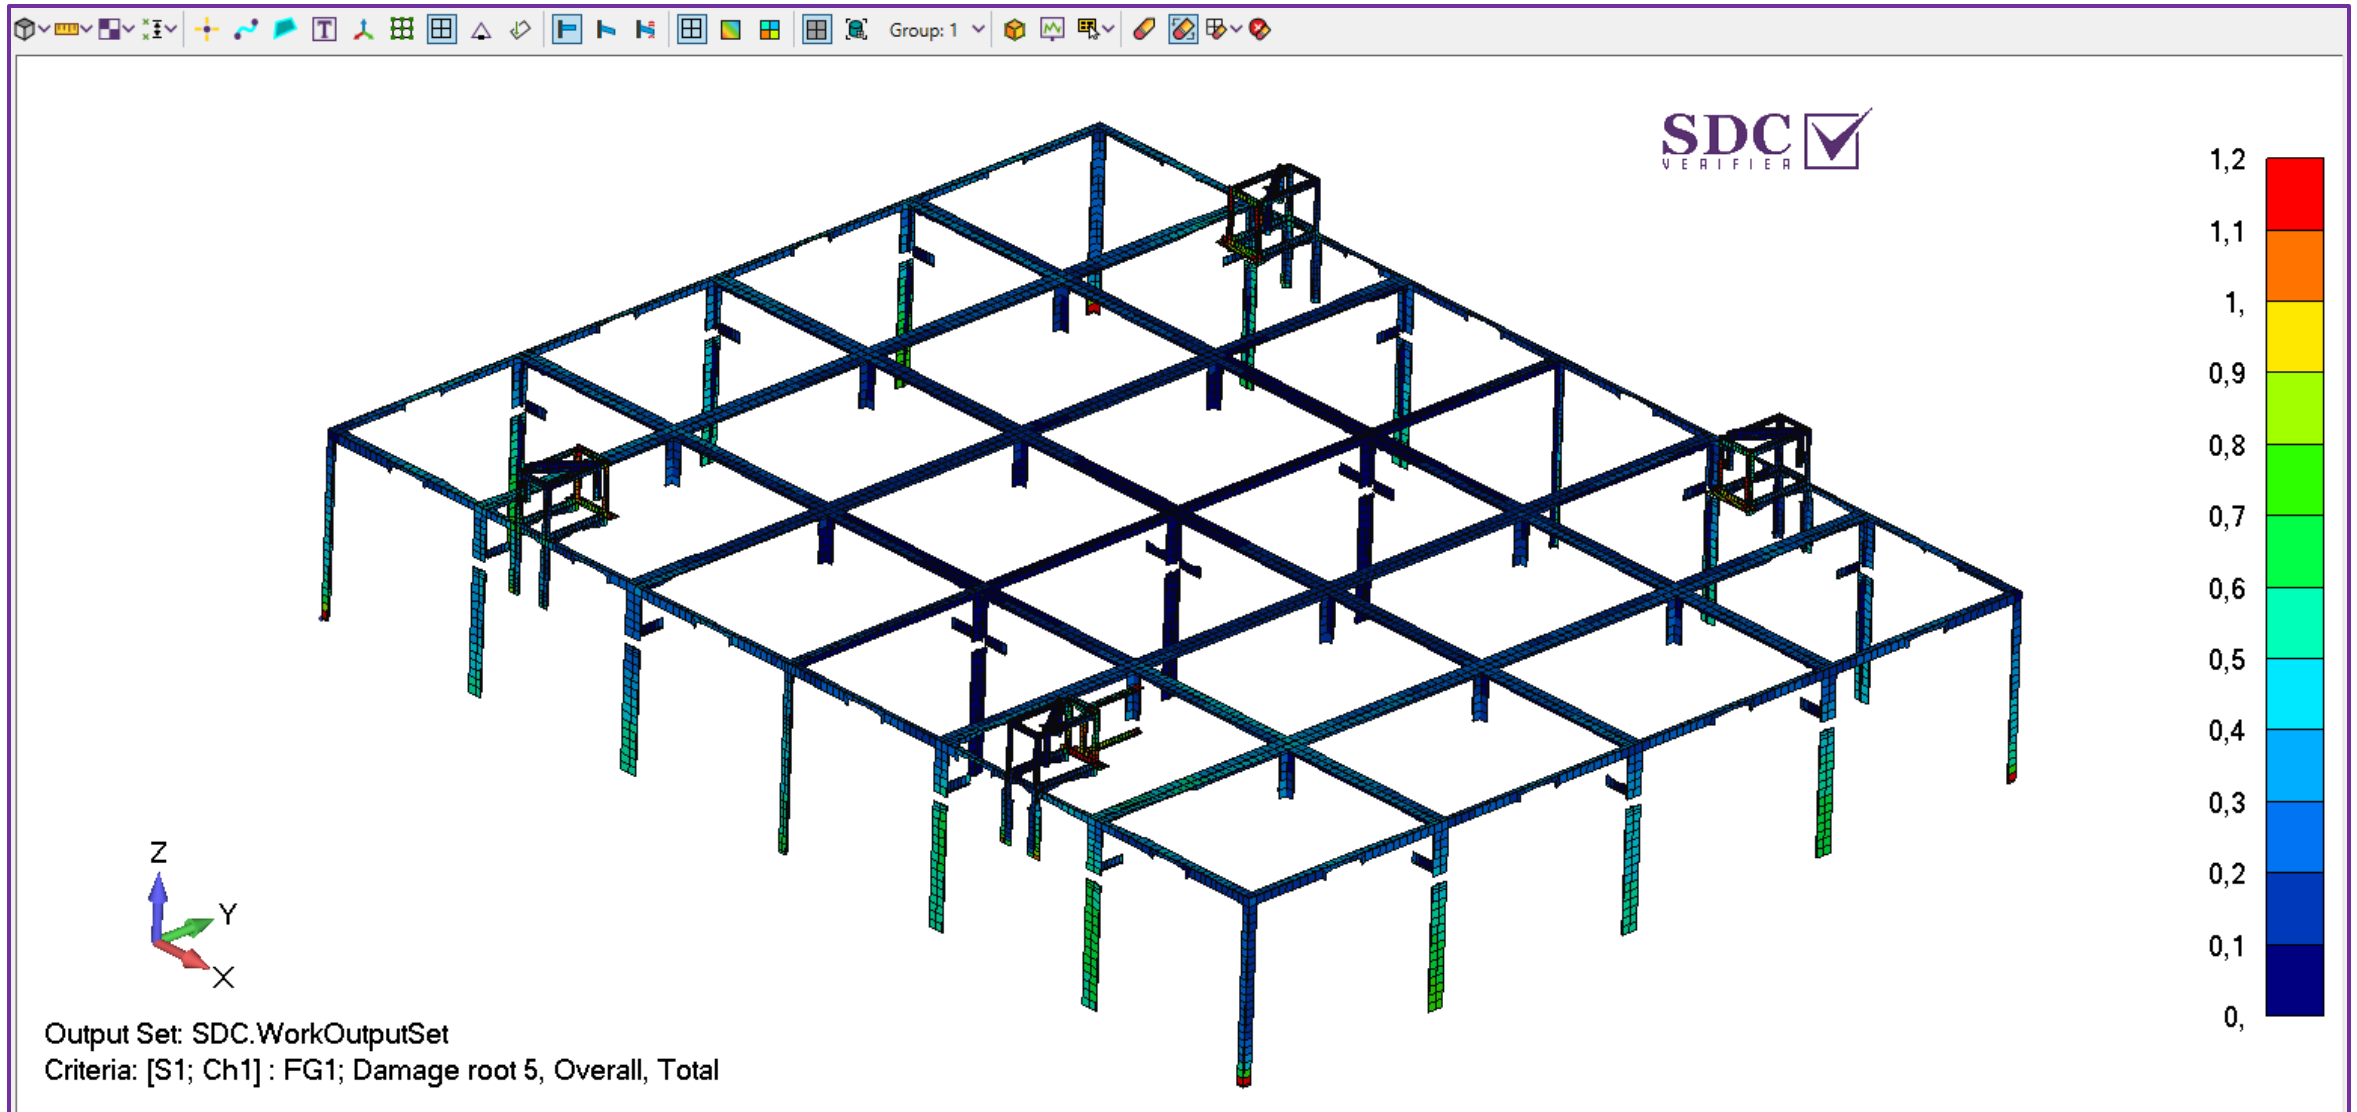 T
Group: 1
SDC
VERIFIER
1,2
1,1
1,
0,9
0,8
0,7
0,6
0,5
0,4
0,3
0,2
0,1
0,
Z
Y
X
Output Set: SDC.WorkOutputSet
Criteria: [S1; Ch1] : FG1; Damage root 5, Overall, Total